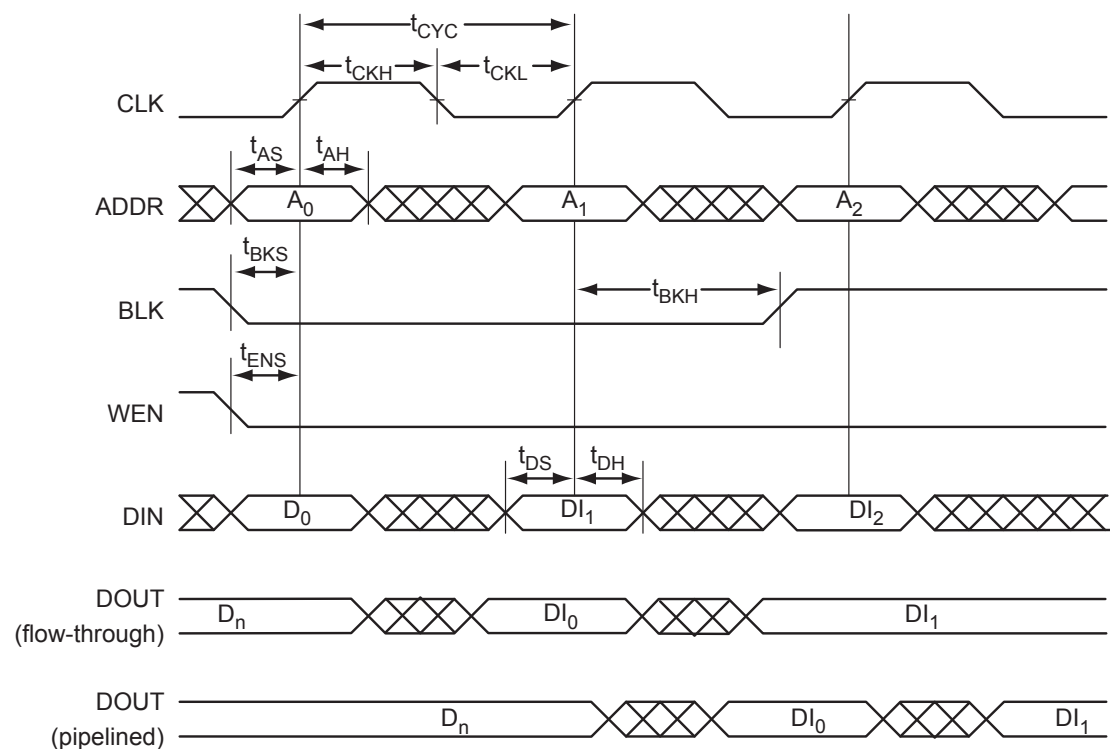 tCYC
tCKH tCKL
CLK
tAS tAH
ADDR A0 A1 A2
tBKS
tBKH
BLK
tENS
WEN
tDS tDH
DIN D0 DI1 DI2
DOUT
(flow-through) Dn DI0 DI1
DOUT
(pipelined) Dn DI0 DI1